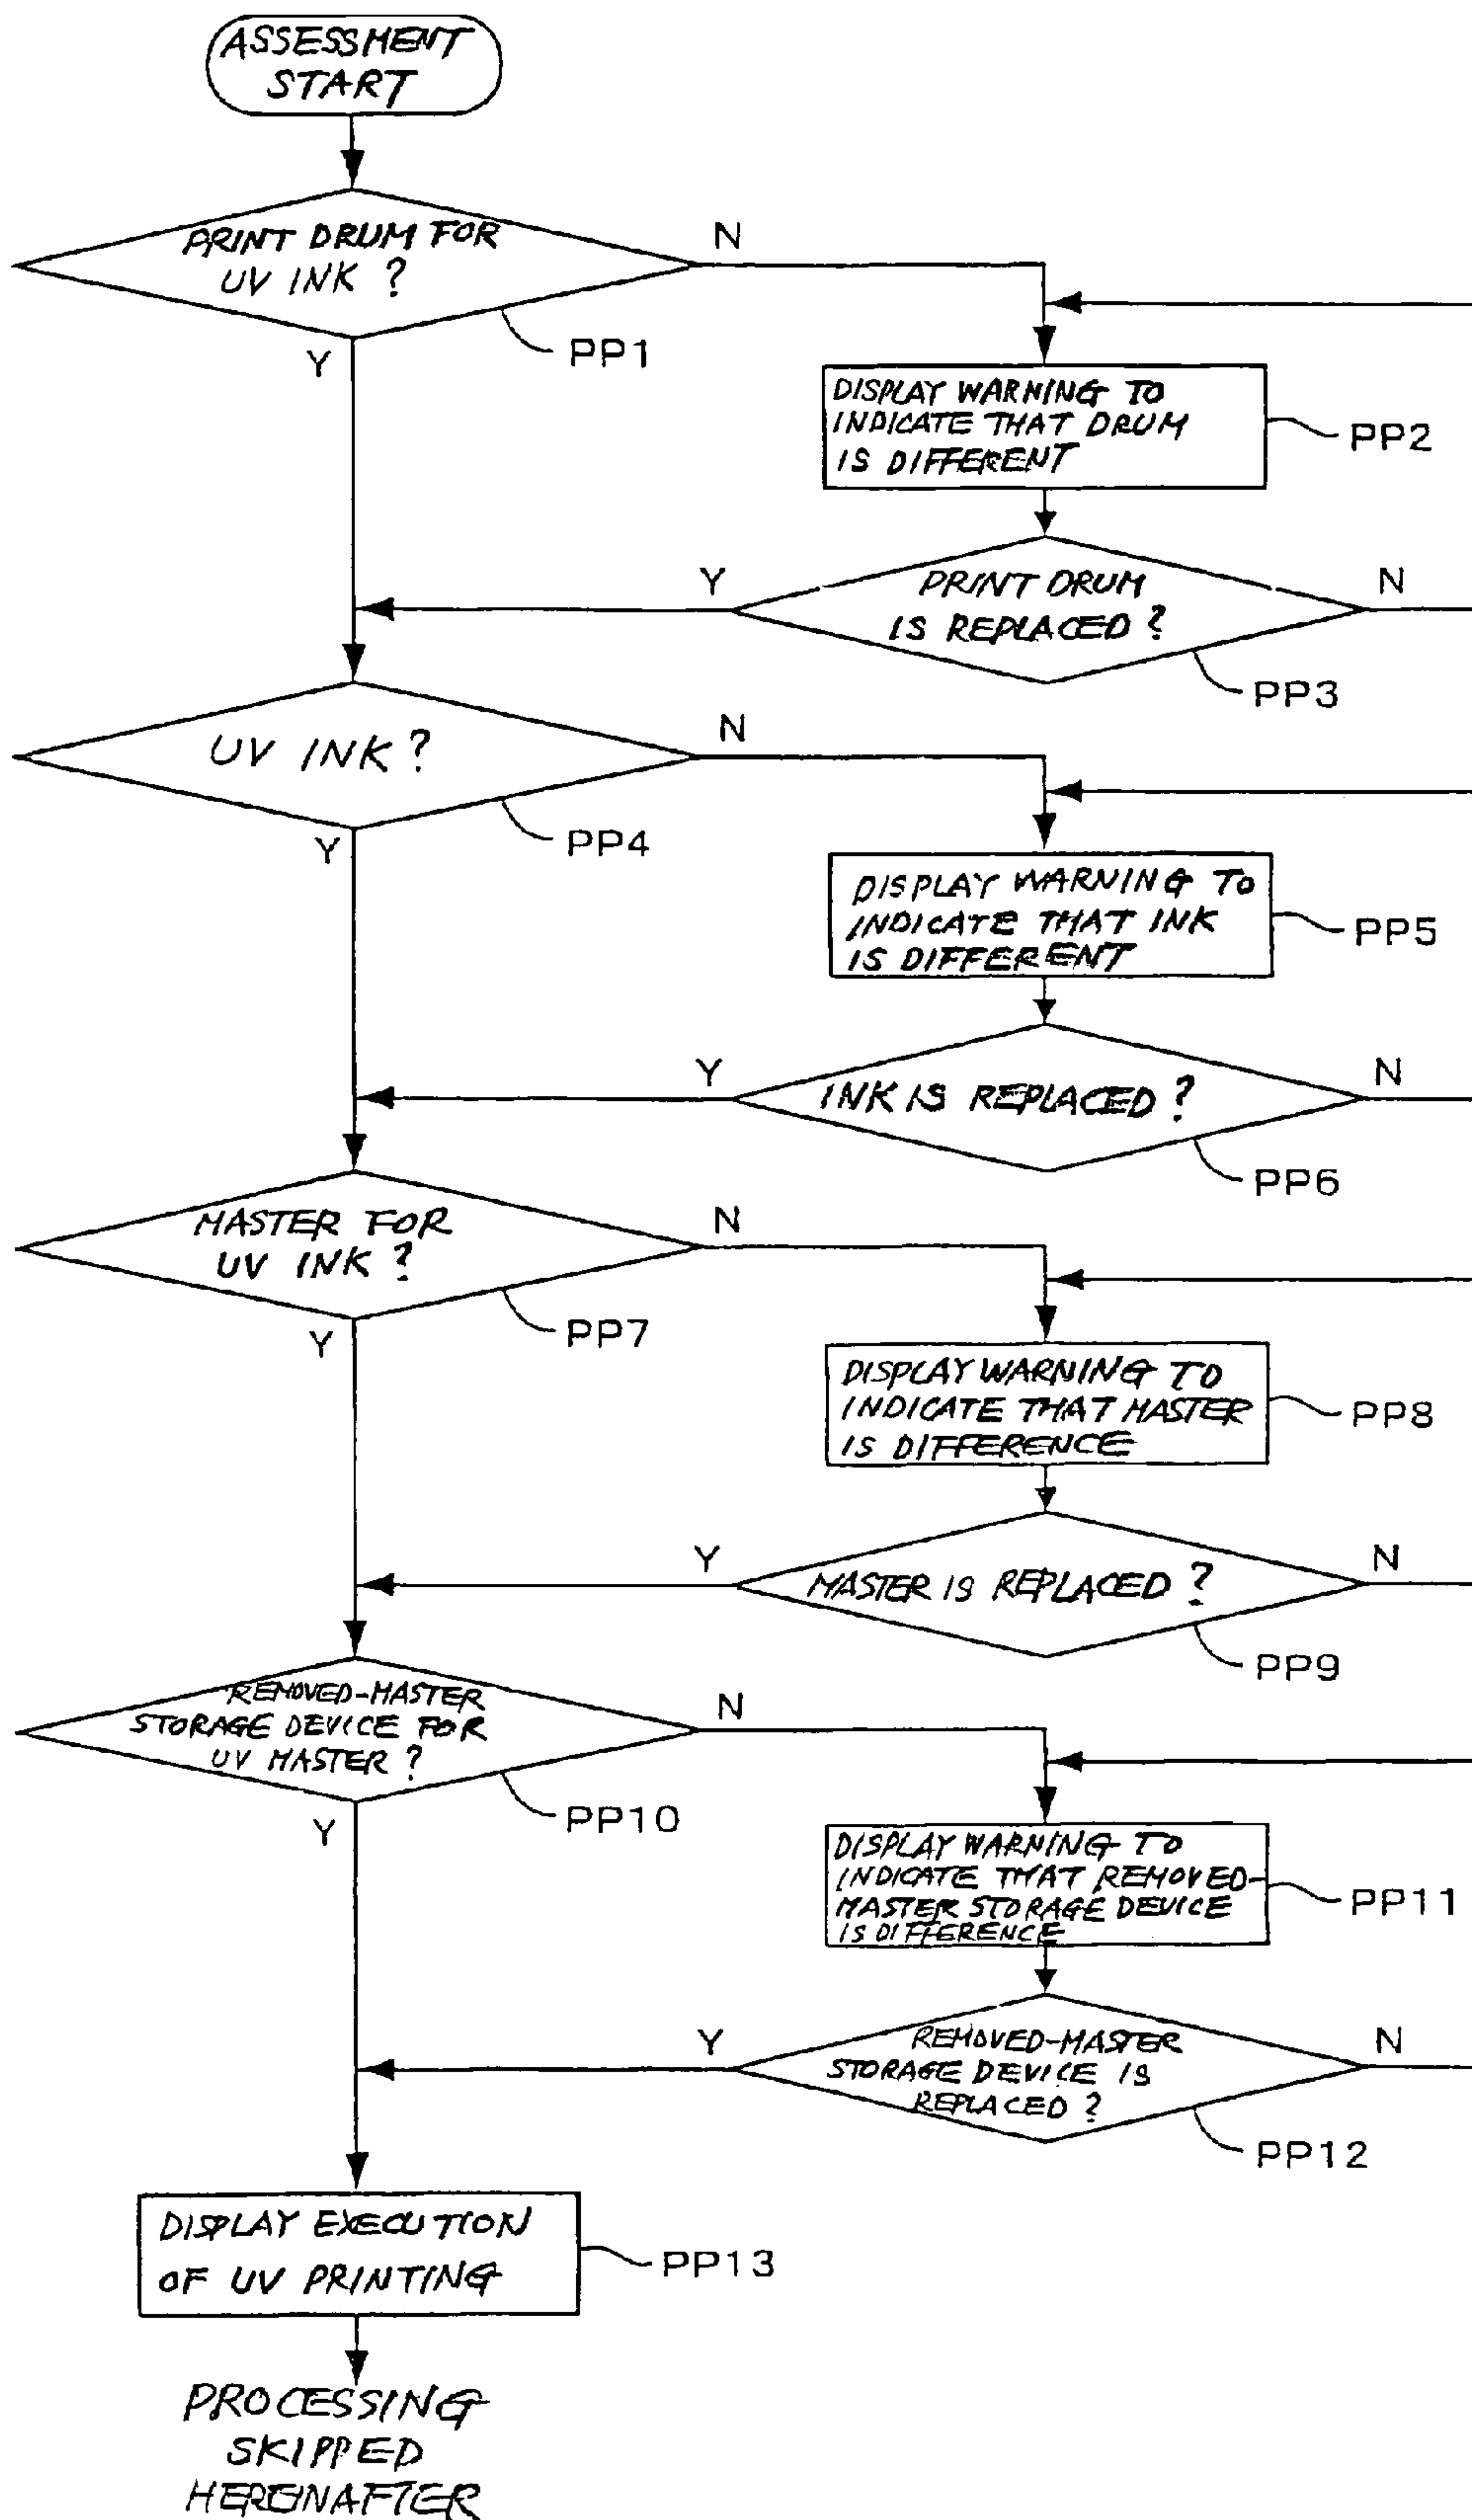 ASSESSMENT
START
PRINT DRUM FOR
UV INK ?
N
PP1
Y
DISPLAY WARNING TO
INDICATE THAT DRUM
IS DIFFERENT
PP2
PRINT DRUM
IS REPLACED ?
Y
N
PP3
UV INK ?
N
PP4
Y
DISPLAY WARNING TO
INDICATE THAT INK
IS DIFFERENT
PP5
INK IS REPLACED ?
Y
N
PP6
MASTER FOR
UV INK ?
N
PP7
Y
DISPLAY WARNING TO
INDICATE THAT MASTER
IS DIFFERENCE
PP8
MASTER IS REPLACED ?
Y
N
PP9
REMOVED-MASTER
STORAGE DEVICE FOR
UV MASTER ?
N
PP10
Y
DISPLAY WARNING TO
INDICATE THAT REMOVED-
MASTER STORAGE DEVICE
IS DIFFERENCE
PP11
REMOVED-MASTER
STORAGE DEVICE IS
REPLACED ?
Y
N
PP12
DISPLAY EXECUTION
OF UV PRINTING
PP13
PROCESSING
SKIPPED
HEREINAFTER